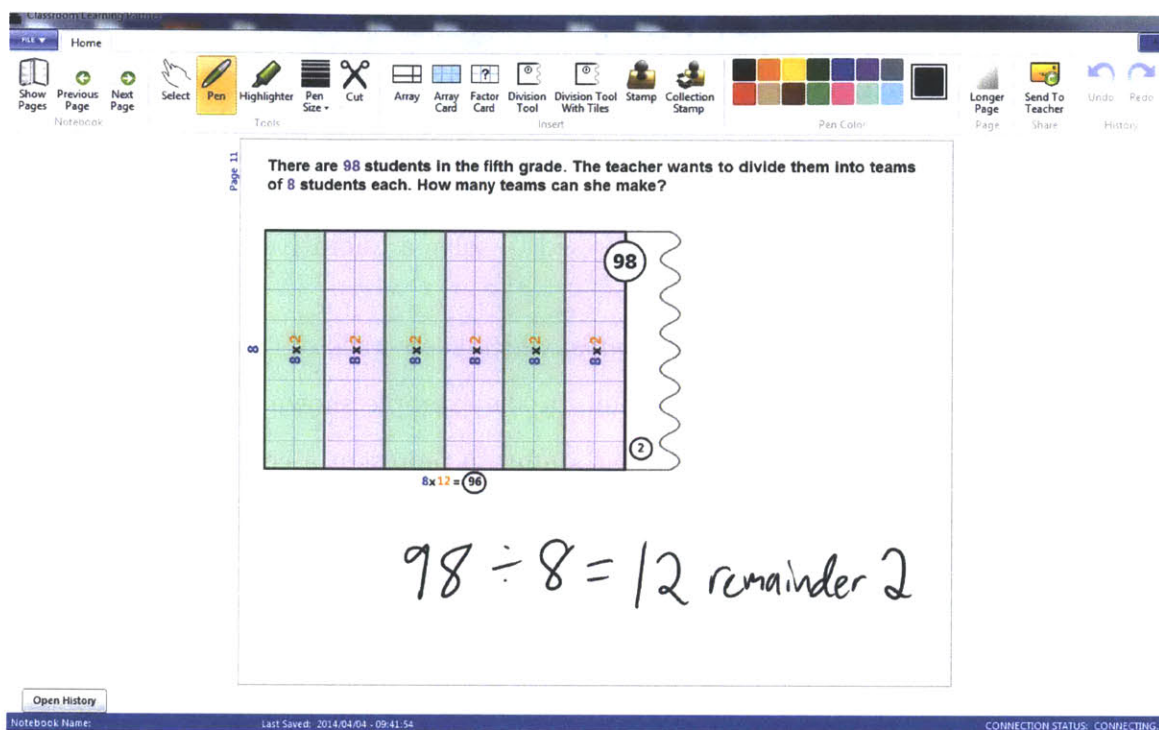 Classroom Learning Partner
FILE
Home
Show Pages
Previous Page
Next Page
Notebook
Select
Pen
Highlighter
Pen Size
Cut
Tools
Array
Array Card
Factor Card
Division Tool
Division Tool With Tiles
Stamp
Collection Stamp
Insert
Pen Color
Longer Page
Page
Send To Teacher
Share
Undo
Redo
History
Page 11
There are 98 students in the fifth grade. The teacher wants to divide them into teams
of 8 students each. How many teams can she make?
98
8
8x2
8x2
8x2
8x2
8x2
8x2
2
8x12=96
98 ÷ 8 = 12 remainder 2
Open History
Notebook Name:
Last Saved: 2014/04/04 - 09:41:54
CONNECTION STATUS: CONNECTING